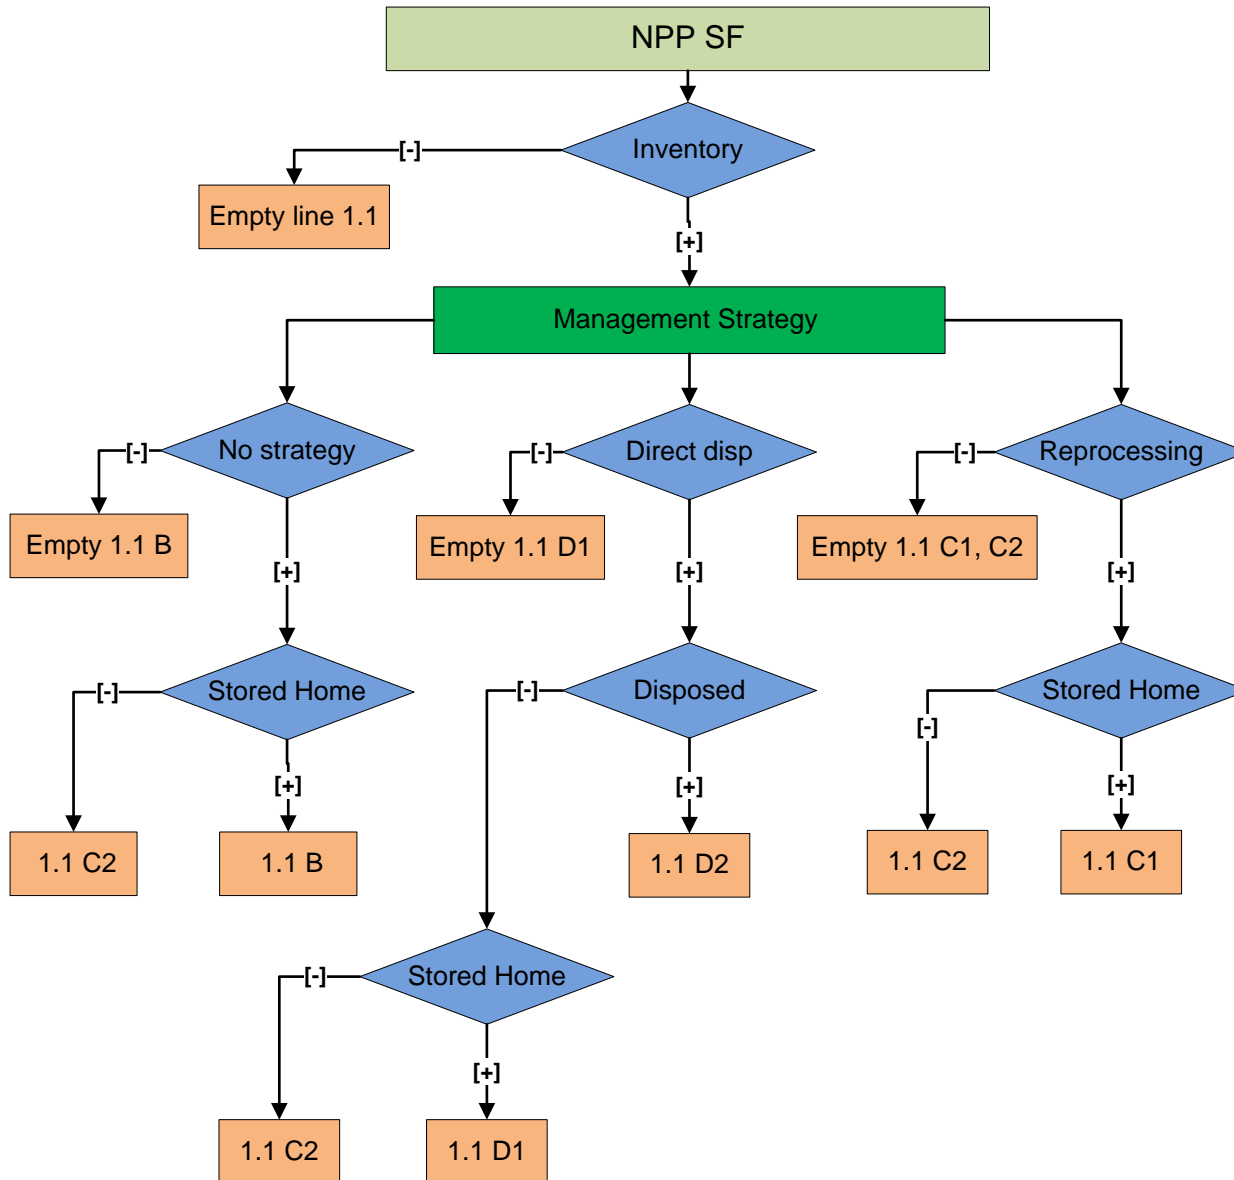 NPP SF
Inventory
[-]
Empty line 1.1
[+]
Management Strategy
No strategy
Direct disp
Reprocessing
[-]
[-]
[-]
Empty 1.1 B
Empty 1.1 D1
Empty 1.1 C1, C2
[+]
[+]
[+]
Stored Home
Disposed
Stored Home
[-]
[-]
[-]
[+]
[+]
[+]
1.1 C2
1.1 B
1.1 D2
1.1 C2
1.1 C1
Stored Home
[-]
[+]
1.1 C2
1.1 D1